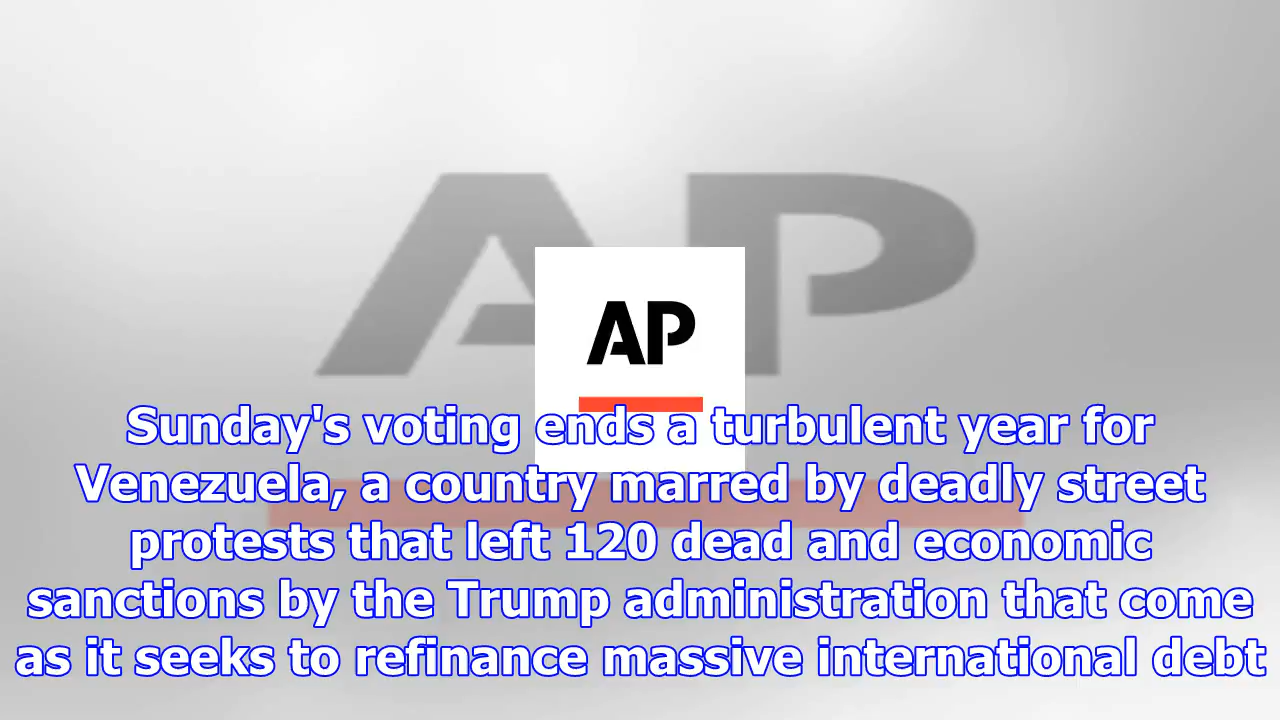 AP
AP
Sunday's voting ends a turbulent year for
Venezuela, a country marred by deadly street
protests that left 120 dead and economic
sanctions by the Trump administration that come
as it seeks to refinance massive international debt